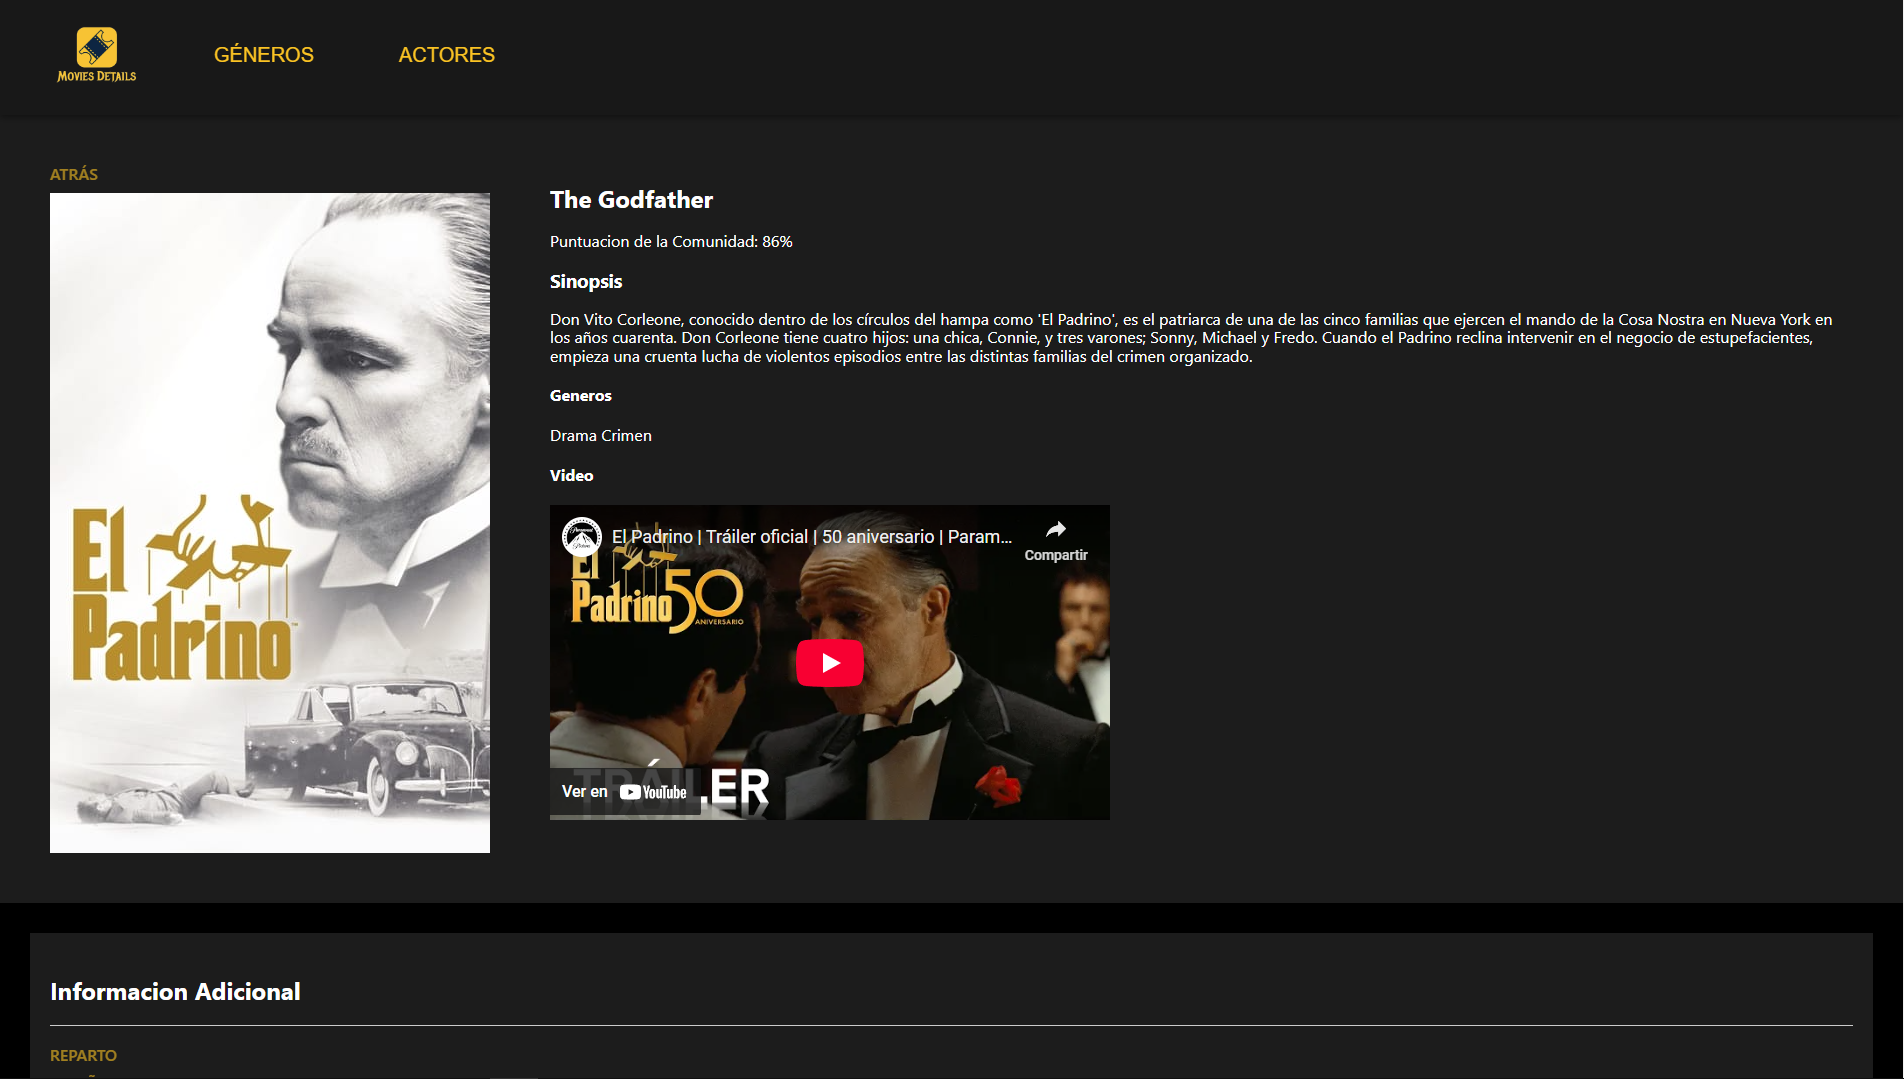 MOVIES DETAILS
GÉNEROS
ACTORES
ATRÁS
EL
PADRINO
The Godfather
Puntuacion de la Comunidad: 86%
Sinopsis
Don Vito Corleone, conocido dentro de los círculos del hampa como 'El Padrino', es el patriarca de una de las cinco familias que ejercen el mando de la Cosa Nostra en Nueva York en
los años cuarenta. Don Corleone tiene cuatro hijos: una chica, Connie, y tres varones; Sonny, Michael y Fredo. Cuando el Padrino reclina intervenir en el negocio de estupefacientes,
empieza una cruenta lucha de violentos episodios entre las distintas familias del crimen organizado.
Generos
Drama Crimen
Video
El Padrino | Tráiler oficial | 50 aniversario | Param...
Compartir
El
Padrino 50
ANIVERSARIO
TRÁILER
Ver en YouTube
Informacion Adicional
REPARTO